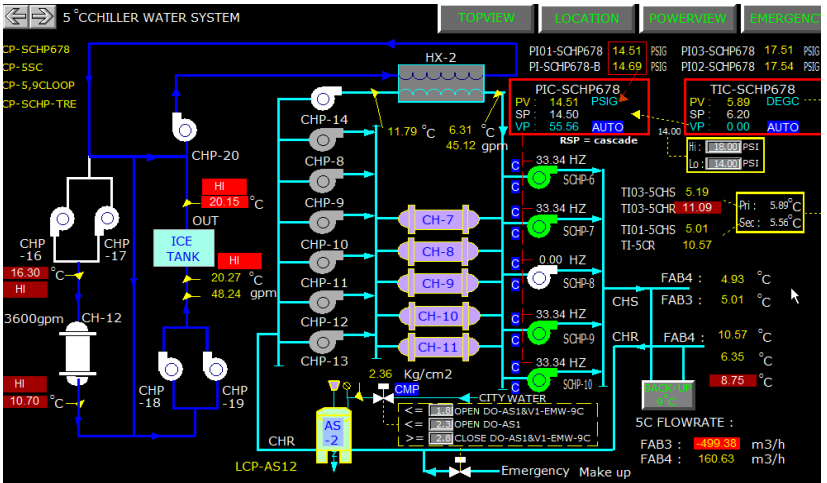 5 °CCHILLER WATER SYSTEM
TOPVIEW
LOCATION
POWERVIEW
EMERGENC
CP-SCHP678
CP-5SC
CP-5,9CLOOP
CP-SCHP-TRE
HX-2
PI01-SCHP678 14.51 PSIG PI03-SCHP678 17.51 PSIG
PI-SCHP678-B 14.69 PSIG PI02-SCHP678 17.54 PSIG
PIC-SCHP678
PV : 14.51 PSIG
SP : 14.50
VP : 55.56 AUTO
RSP = cascade
TIC-SCHP678
PV : 5.89 DEGC
SP : 6.20
VP : 0.00 AUTO
14.00
Hi : 18.00 PSI
Lo : 14.00 PSI
CHP-14
11.79 °C
6.31 °C
45.12 gpm
CHP-20
CHP-8
CHP-9
CHP-10
CHP-11
CHP-12
CHP-13
HI
20.15 °C
OUT
ICE TANK
HI
20.27 °C
48.24 gpm
CHP -16
CHP -17
16.30 °C
HI
3600gpm
CH-12
HI
10.70 °C
CHP -18
CHP -19
CH-7
CH-8
CH-9
CH-10
CH-11
C 33.34 HZ
C SCHP-6
C 33.34 HZ
C SCHP-7
C 0.00 HZ
C SCHP-8
C 33.34 HZ
C SCHP-9
C 33.34 HZ
C SCHP-10
TI03-5CHS 5.19
TI03-5CHR 11.09
TI01-5CHS 5.01
TI-5CR 10.57
Pri : 5.89°C
Sec : 5.56°C
FAB4 : 4.93 °C
CHS FAB3 : 5.01 °C
CHR FAB4 : 10.57 °C
6.35 °C
8.75 °C
BACK-UP
9°C
2.36 Kg/cm2
CMP
CITY WATER
<= 1.8 OPEN DO-AS1&V1-EMW-9C
<= 2.3 OPEN DO-AS1
>= 2.8 CLOSE DO-AS1&V1-EMW-9C
AS -2
CHR
LCP-AS12
Emergency Make up
5C FLOWRATE :
FAB3 : -499.38 m3/h
FAB4 : 160.63 m3/h